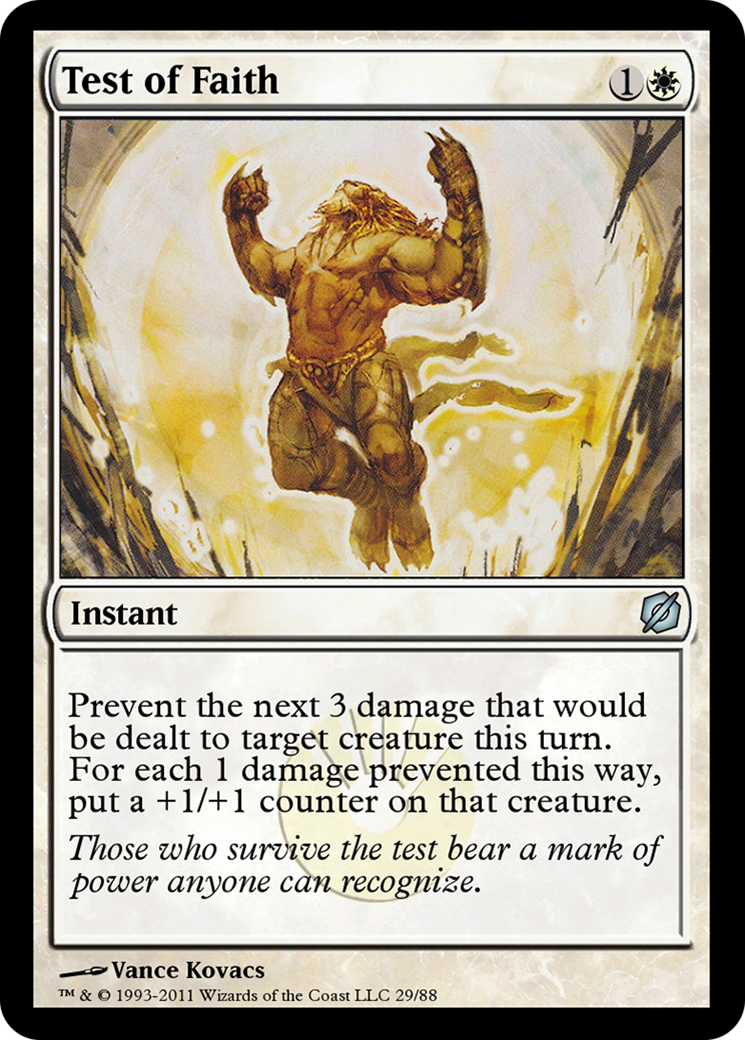 Test of Faith
1
Instant
Prevent the next 3 damage that would
be dealt to target creature this turn.
For each 1 damage prevented this way,
put a +1/+1 counter on that creature.
Those who survive the test bear a mark of
power anyone can recognize.
Vance Kovacs
™ & © 1993-2011 Wizards of the Coast LLC 29/88